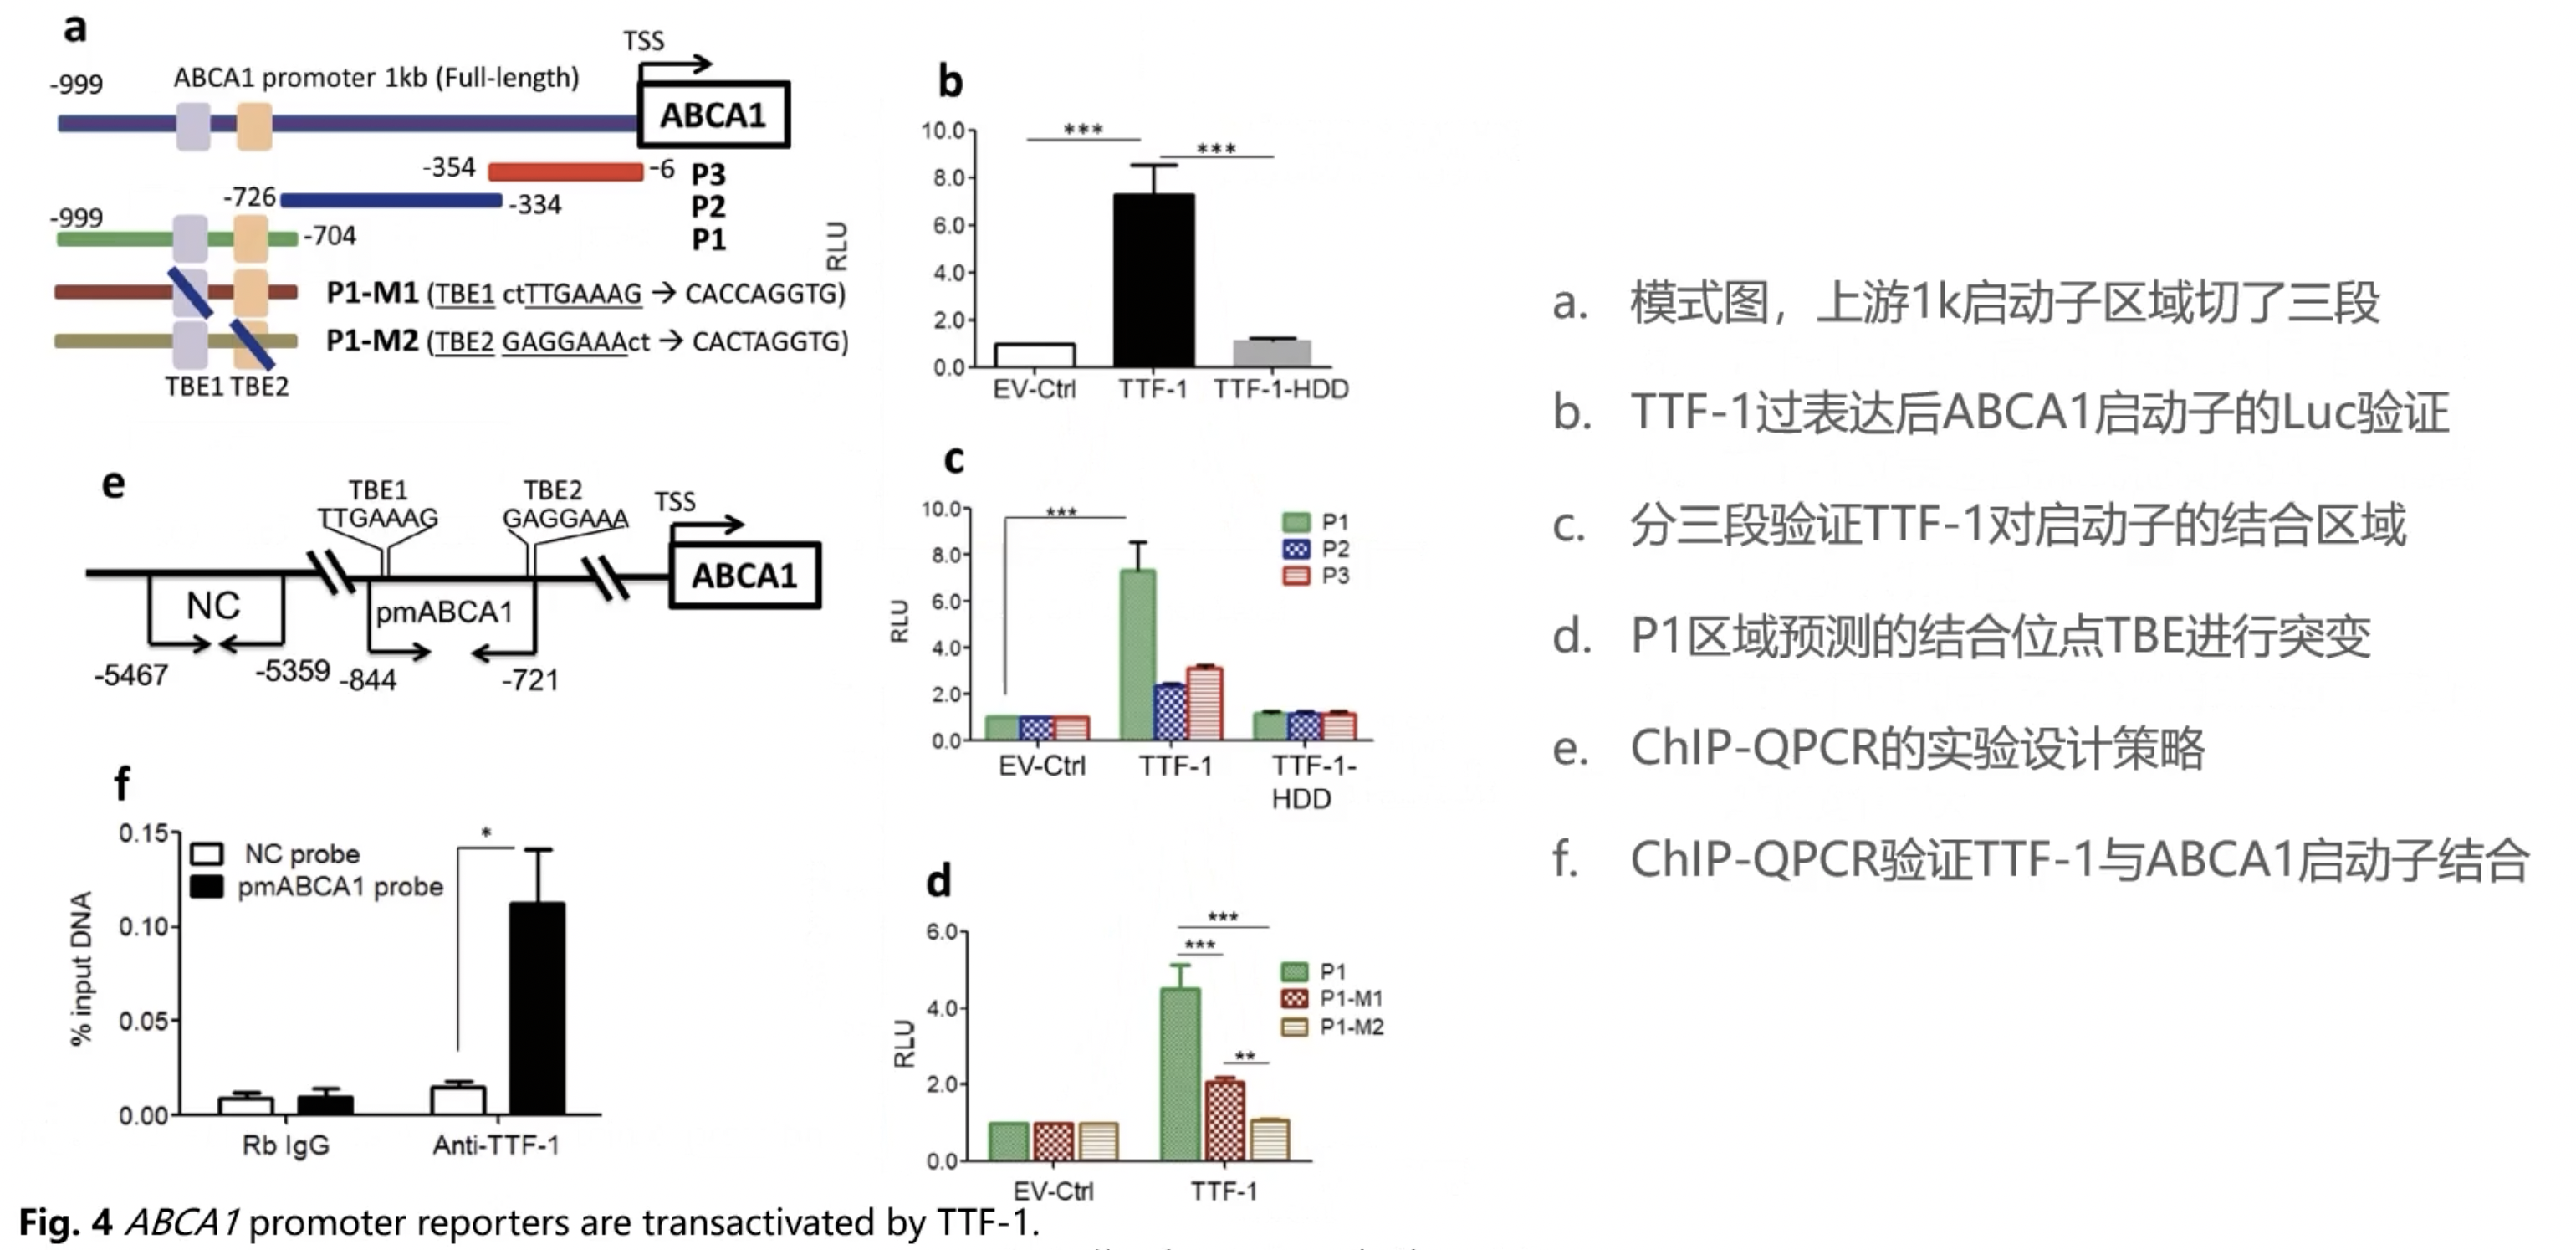 a
TSS
-999
ABCA1 promoter 1kb (Full-length)
ABCA1
-354
-6
P3
-726
-334
P2
-999
-704
P1
P1-M1 (TBE1 ctTTGAAAG → CACCAGGTG)
P1-M2 (TBE2 GAGGAAAct → CACTAGGTG)
TBE1 TBE2
b
10.0
8.0
6.0
4.0
2.0
0.0
RLU
***
***
EV-Ctrl
TTF-1
TTF-1-HDD
c
10.0
8.0
6.0
4.0
2.0
0.0
RLU
***
P1
P2
P3
EV-Ctrl
TTF-1
TTF-1-
HDD
d
6.0
4.0
2.0
0.0
RLU
***
***
**
P1
P1-M1
P1-M2
EV-Ctrl
TTF-1
e
TBE1
TTGAAAG
TBE2
GAGGAAA
TSS
ABCA1
NC
pmABCA1
-5467
-5359
-844
-721
f
0.15
0.10
0.05
0.00
% input DNA
NC probe
pmABCA1 probe
*
Rb IgG
Anti-TTF-1
Fig. 4 ABCA1 promoter reporters are transactivated by TTF-1.
a. 模式图，上游1k启动子区域切了三段
b. TTF-1过表达后ABCA1启动子的Luc验证
c. 分三段验证TTF-1对启动子的结合区域
d. P1区域预测的结合位点TBE进行突变
e. ChIP-QPCR的实验设计策略
f. ChIP-QPCR验证TTF-1与ABCA1启动子结合